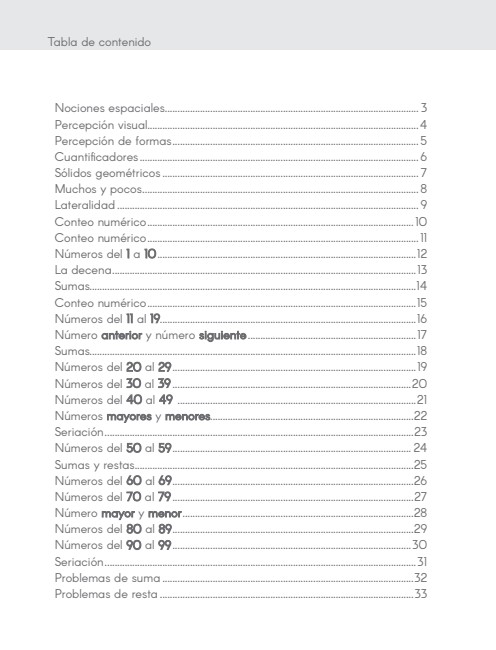 Tabla de contenido
Nociones espaciales 3
Percepción visual 4
Percepción de formas 5
Cuantificadores 6
Sólidos geométricos 7
Muchos y pocos 8
Lateralidad 9
Conteo numérico 10
Conteo numérico 11
Números del 1 a 10 12
La decena 13
Sumas 14
Conteo numérico 15
Números del 11 al 19 16
Número anterior y número siguiente 17
Sumas 18
Números del 20 al 29 19
Números del 30 al 39 20
Números del 40 al 49 21
Números mayores y menores 22
Seriación 23
Números del 50 al 59 24
Sumas y restas 25
Números del 60 al 69 26
Números del 70 al 79 27
Número mayor y menor 28
Números del 80 al 89 29
Números del 90 al 99 30
Seriación 31
Problemas de suma 32
Problemas de resta 33